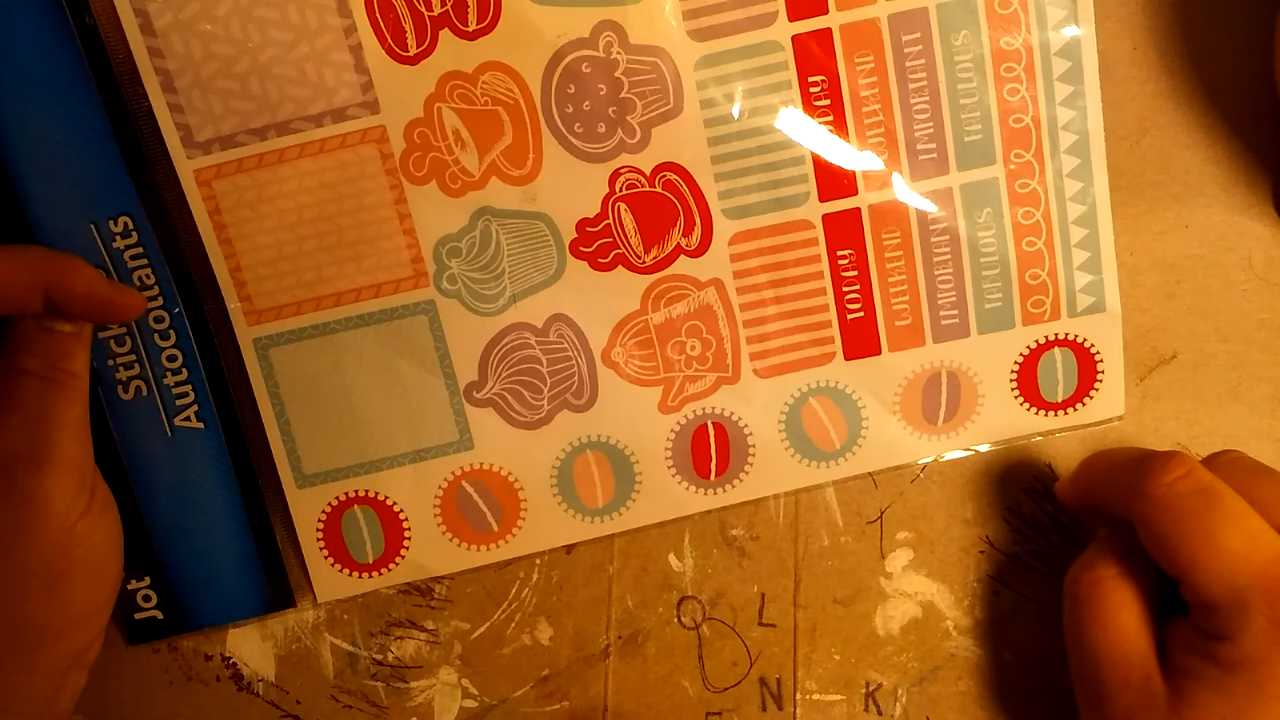 Stickers
Autocollants
Jot
TODAY
WEEKEND
IMPORTANT
FABULOUS
TODAY
WEEKEND
IMPORTANT
FABULOUS
L
N
K